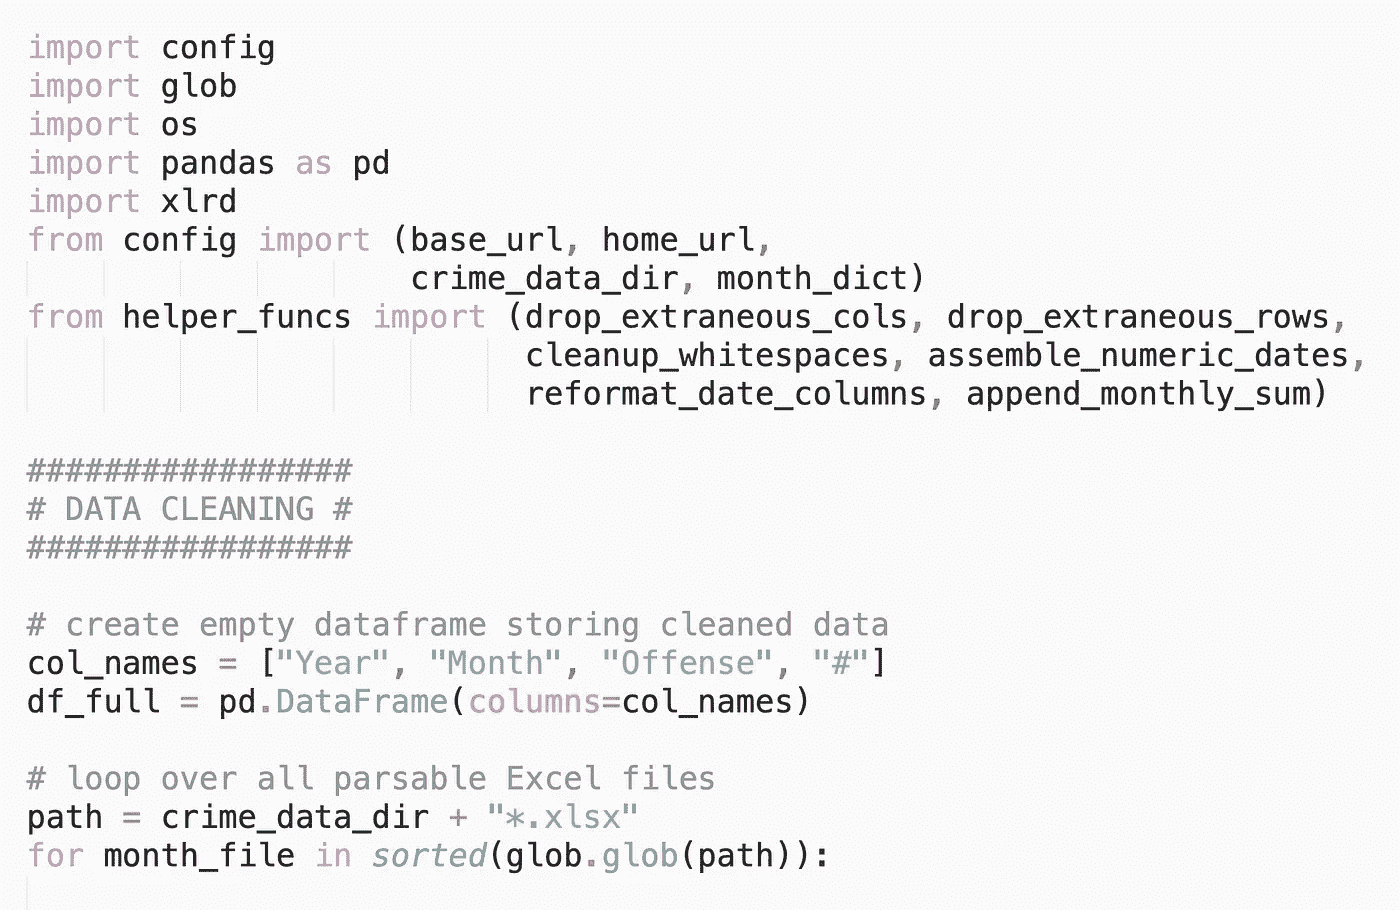 import config
import glob
import os
import pandas as pd
import xlrd
from config import (base_url, home_url,
                    crime_data_dir, month_dict)
from helper_funcs import (drop_extraneous_cols, drop_extraneous_rows,
                          cleanup_whitespaces, assemble_numeric_dates,
                          reformat_date_columns, append_monthly_sum)

#################
# DATA CLEANING #
#################

# create empty dataframe storing cleaned data
col_names = ["Year", "Month", "Offense", "#"]
df_full = pd.DataFrame(columns=col_names)

# loop over all parsable Excel files
path = crime_data_dir + "*.xlsx"
for month_file in sorted(glob.glob(path)):